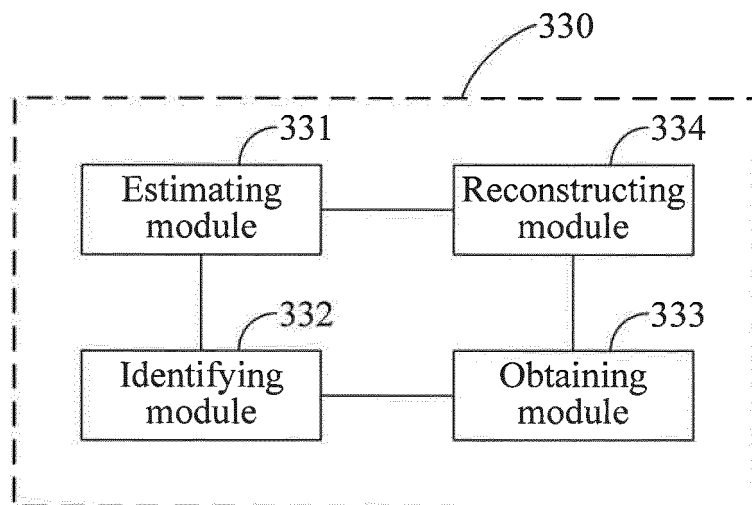 330
331
334
Estimating
module
Reconstructing
module
332
333
Identifying
module
Obtaining
module